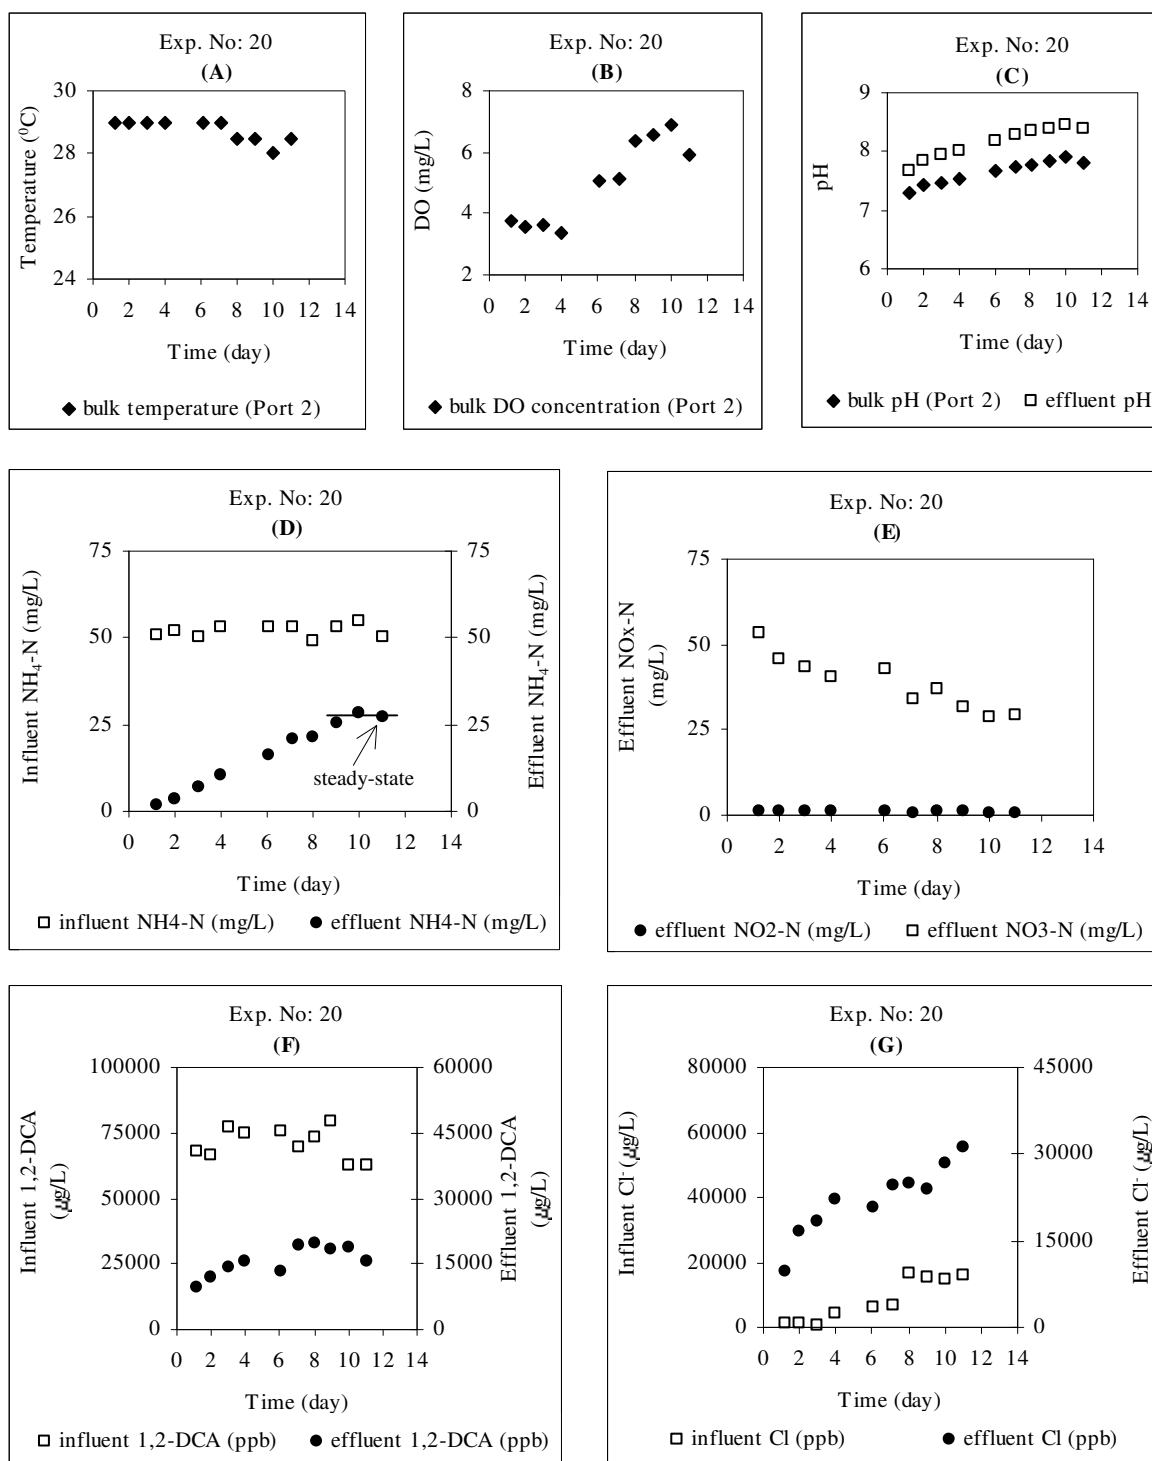 Exp. No: 20
(A)
Temperature (⁰C)
30
28
26
24
0 2 4 6 8 10 12 14
Time (day)
◆ bulk temperature (Port 2)
Exp. No: 20
(B)
DO (mg/L)
8
6
4
2
0 2 4 6 8 10 12 14
Time (day)
◆ bulk DO concentration (Port 2)
Exp. No: 20
(C)
pH
9
8
7
6
0 2 4 6 8 10 12 14
Time (day)
◆ bulk pH (Port 2) □ effluent pH
Exp. No: 20
(D)
Influent NH₄-N (mg/L)
75
50
25
0
75
50
25
0
Effluent NH₄-N (mg/L)
steady-state
0 2 4 6 8 10 12 14
Time (day)
□ influent NH4-N (mg/L) ● effluent NH4-N (mg/L)
Exp. No: 20
(E)
Effluent NOx-N
(mg/L)
75
50
25
0
0 2 4 6 8 10 12 14
Time (day)
● effluent NO2-N (mg/L) □ effluent NO3-N (mg/L)
Exp. No: 20
(F)
Influent 1,2-DCA
(µg/L)
100000
75000
50000
25000
0
60000
45000
30000
15000
0
Effluent 1,2-DCA
(µg/L)
0 2 4 6 8 10 12 14
Time (day)
□ influent 1,2-DCA (ppb) ● effluent 1,2-DCA (ppb)
Exp. No: 20
(G)
Influent Cl⁻ (µg/L)
80000
60000
40000
20000
0
45000
30000
15000
0
Effluent Cl⁻ (µg/L)
0 2 4 6 8 10 12 14
Time (day)
□ influent Cl (ppb) ● effluent Cl (ppb)